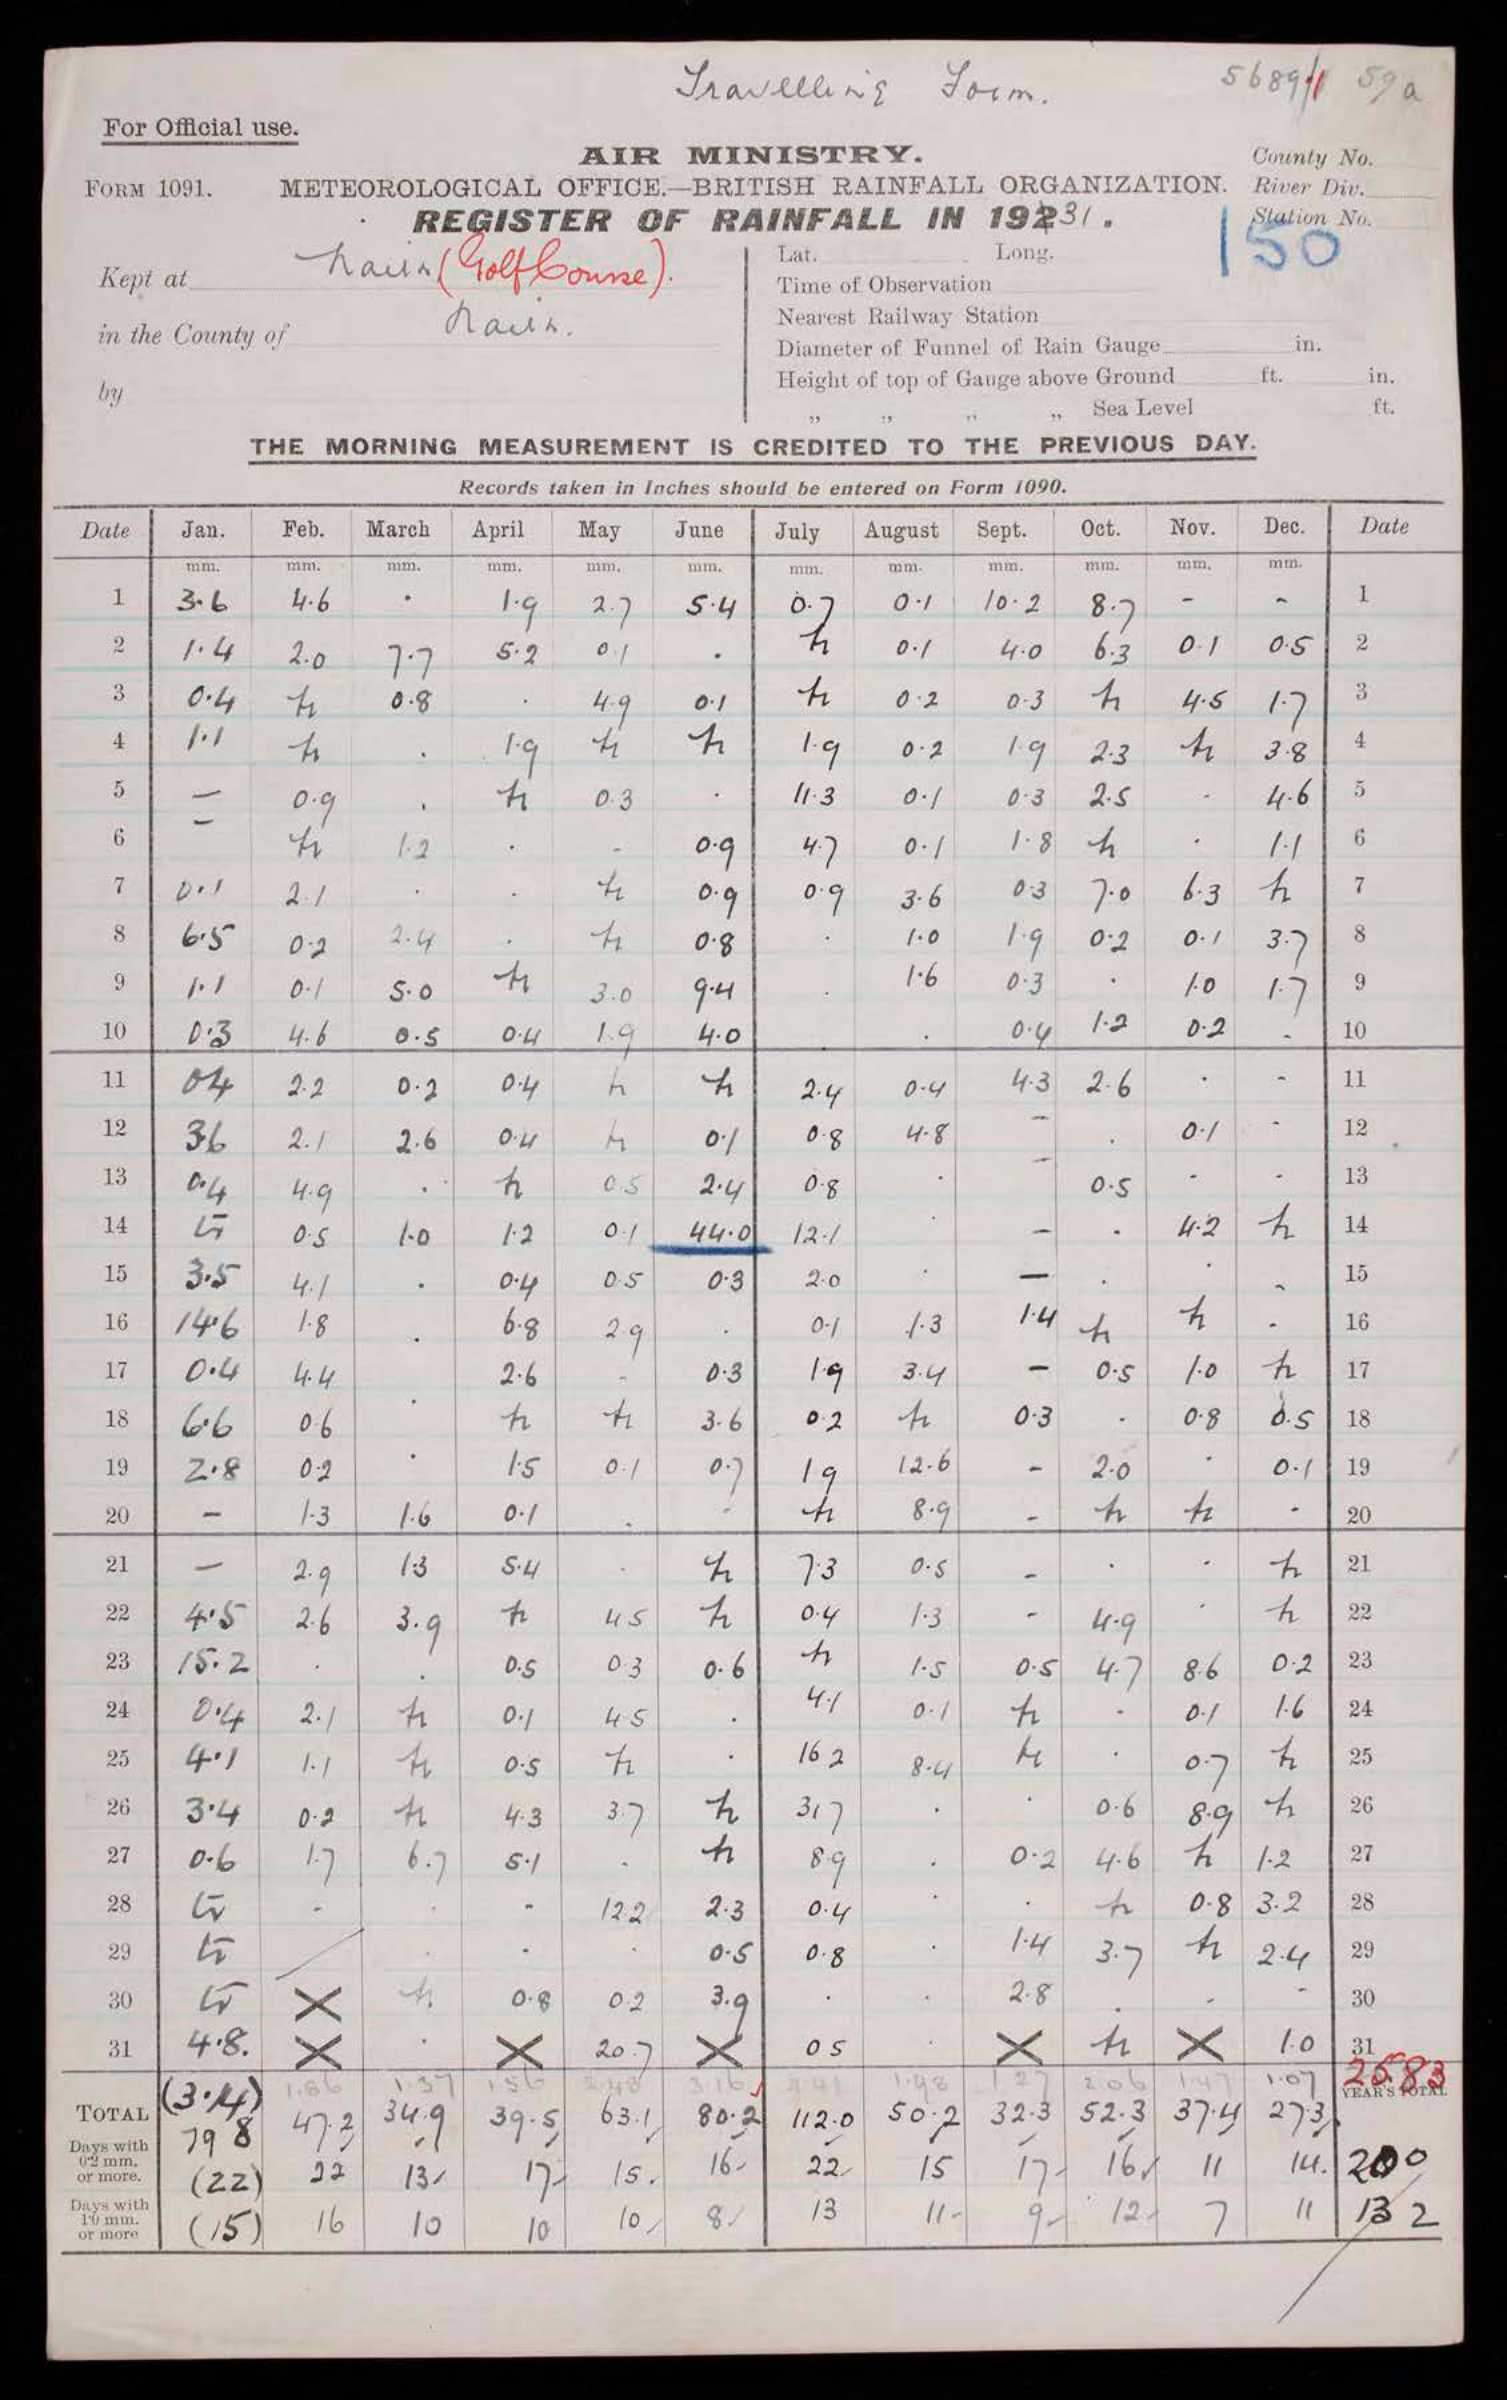 Travelling Form. 5689/1 59a
For Official use.
AIR MINISTRY. County No.
FORM 1091. METEOROLOGICAL OFFICE.—BRITISH RAINFALL ORGANIZATION. River Div.
REGISTER OF RAINFALL IN 19231. Station No.
150
Kept at Nairn (Golf Course). Lat. Long.
Time of Observation
in the County of Nairn. Nearest Railway Station
Diameter of Funnel of Rain Gauge in.
by Height of top of Gauge above Ground ft. in.
„ „ „ „ Sea Level ft.
THE MORNING MEASUREMENT IS CREDITED TO THE PREVIOUS DAY.
Records taken in Inches should be entered on Form 1090.
Date Jan. Feb. March April May June July August Sept. Oct. Nov. Dec. Date
mm. mm. mm. mm. mm. mm. mm. mm. mm. mm. mm. mm.
1 3.6 4.6 . 1.9 2.7 5.4 0.7 0.1 10.2 8.7 - - 1
2 1.4 2.0 7.7 5.2 0.1 . tr 0.1 4.0 6.3 0.1 0.5 2
3 0.4 tr 0.8 . 4.9 0.1 tr 0.2 0.3 tr 4.5 1.7 3
4 1.1 tr . 1.9 tr tr 1.9 0.2 1.9 2.3 tr 3.8 4
5 - 0.9 . tr 0.3 . 11.3 0.1 0.3 2.5 - 4.6 5
6 - tr 1.2 . - 0.9 4.7 0.1 1.8 tr . 1.1 6
7 0.1 2.1 . . tr 0.9 0.9 3.6 0.3 7.0 6.3 tr 7
8 6.5 0.2 2.4 . tr 0.8 . 1.0 1.9 0.2 0.1 3.7 8
9 1.1 0.1 5.0 tr 3.0 9.4 . 1.6 0.3 . 1.0 1.7 9
10 0.3 4.6 0.5 0.4 1.9 4.0 . . 0.4 1.2 0.2 - 10
11 04 2.2 0.2 0.4 tr tr 2.4 0.4 4.3 2.6 . - 11
12 36 2.1 2.6 0.4 tr 0.1 0.8 4.8 - . 0.1 - 12
13 0.4 4.9 . tr 0.5 2.4 0.8 . - 0.5 - - 13
14 tr 0.5 1.0 1.2 0.1 44.0 12.1 . - . 4.2 tr 14
15 3.5 4.1 . 0.4 0.5 0.3 2.0 . - . . - 15
16 14.6 1.8 . 6.8 2.9 . 0.1 1.3 1.4 tr tr - 16
17 0.4 4.4 2.6 - 0.3 1.9 3.4 - 0.5 1.0 tr 17
18 6.6 0.6 . tr tr 3.6 0.2 tr 0.3 . 0.8 0.5 18
19 2.8 0.2 . 1.5 0.1 0.7 19 12.6 - 2.0 . 0.1 19
20 - 1.3 1.6 0.1 . - tr 8.9 - tr tr - 20
21 - 2.9 1.3 5.4 . tr 7.3 0.5 - . . tr 21
22 4.5 2.6 3.9 tr 45 tr 0.4 1.3 - 4.9 . tr 22
23 15.2 . . 0.5 0.3 0.6 tr 1.5 0.5 4.7 8.6 0.2 23
24 0.4 2.1 tr 0.1 45 . 4.1 0.1 tr - 0.1 1.6 24
25 4.1 1.1 tr 0.5 tr . 16 2 8.4 tr . 0.7 tr 25
26 3.4 0.2 tr 4.3 3.7 tr 317 . . 0.6 8.9 tr 26
27 0.6 1.7 6.7 5.1 . tr 8.9 . 0.2 4.6 tr 1.2 27
28 tr - . - 12.2 2.3 0.4 . . tr 0.8 3.2 28
29 tr . . . 0.5 0.8 . 1.4 3.7 tr 2.4 29
30 tr X tr 0.8 0.2 3.9 . . 2.8 . - - 30
31 4.8. X . X 20.7 X 05 . X tr X 1.0 31
(3.14) 1.86 1.37 1.56 2.48 3.16 4.41 1.98 1.27 2.06 1.47 1.07 25.83
YEAR'S TOTAL
TOTAL 79 8 47.2 34.9 39.5 63.1 80.2 112.0 50.2 32.3 52.3 37.4 27.3
Days with 0.2 mm. or more. (22) 22 13 17 15. 16 22 15 17 16 11 14. 200
Days with 1.0 mm. or more (15) 16 10 10 10 8 13 11 9 12 7 11 132